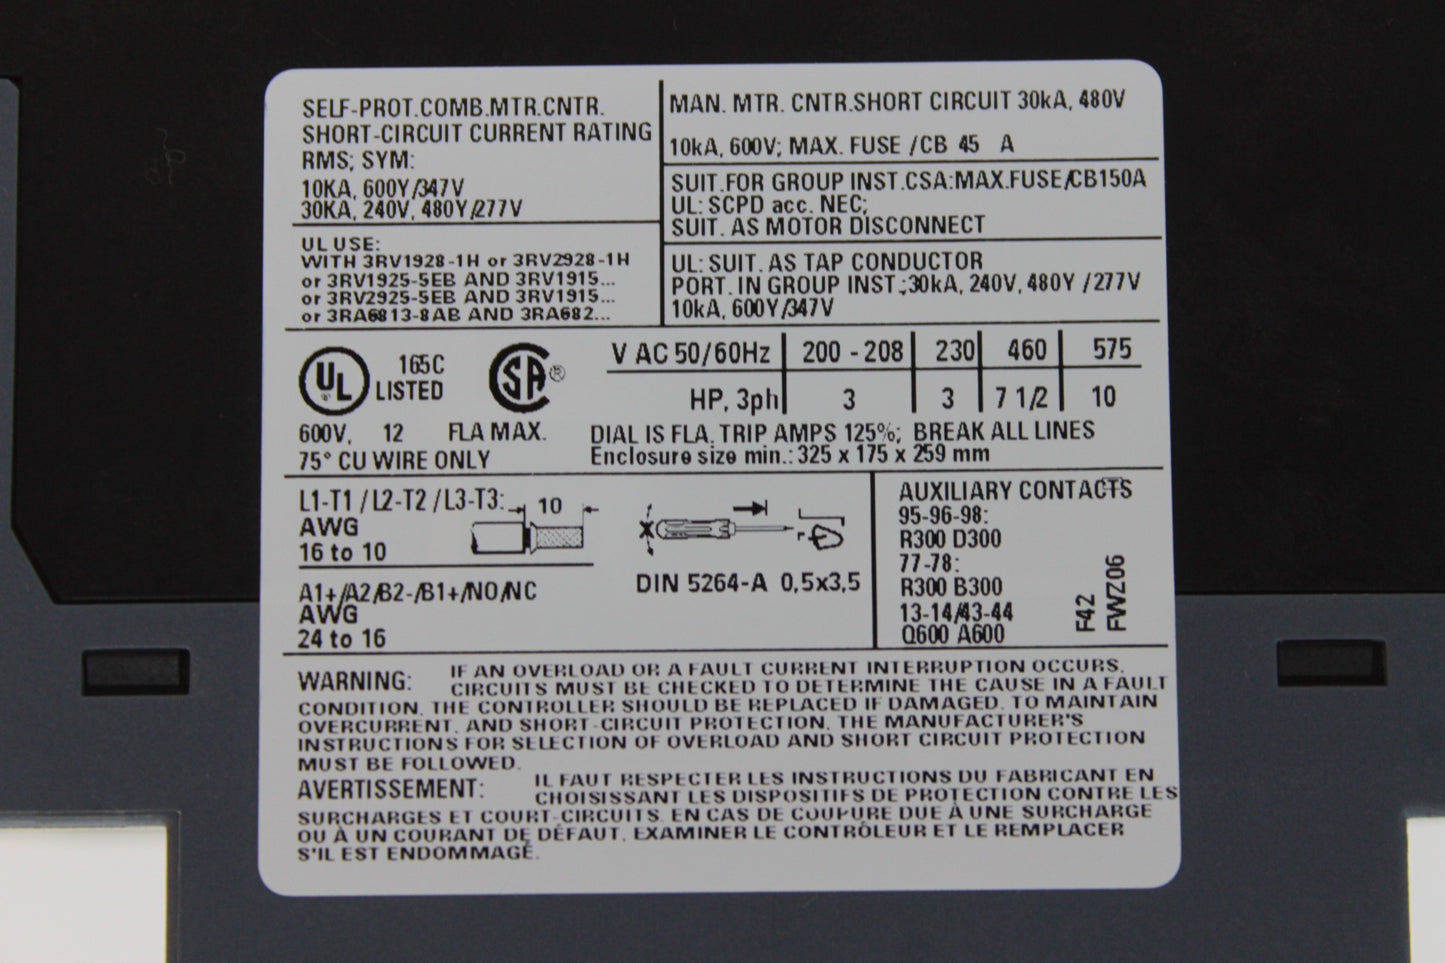 SELF-PROT.COMB.MTR.CNTR.
SHORT-CIRCUIT CURRENT RATING
RMS; SYM:
10KA, 600Y/347V
30KA, 240V, 480Y/277V
MAN. MTR. CNTR.SHORT CIRCUIT 30kA, 480V
10kA, 600V; MAX. FUSE /CB 45 A
SUIT.FOR GROUP INST.CSA:MAX.FUSE/CB150A
UL: SCPD acc. NEC;
SUIT. AS MOTOR DISCONNECT
UL USE:
WITH 3RV1928-1H or 3RV2928-1H
or 3RV1925-5EB AND 3RV1915...
or 3RV2925-5EB AND 3RV1915...
or 3RA6813-8AB AND 3RA682...
UL: SUIT. AS TAP CONDUCTOR
PORT. IN GROUP INST.;30kA, 240V, 480Y /277V
10kA, 600Y/347V
UL 165C
LISTED
SA®
V AC 50/60Hz 200 - 208 230 460 575
HP, 3ph 3 3 7 1/2 10
600V, 12 FLA MAX.
75° CU WIRE ONLY
DIAL IS FLA. TRIP AMPS 125%; BREAK ALL LINES
Enclosure size min.: 325 x 175 x 259 mm
L1-T1 / L2-T2 / L3-T3: 10
AWG
16 to 10
A1+/A2/B2-/B1+/NO/NC
AWG
24 to 16
DIN 5264-A 0,5x3,5
AUXILIARY CONTACTS
95-96-98:
R300 D300
77-78:
R300 B300
13-14/43-44
Q600 A600
F42
FWZ06
WARNING: IF AN OVERLOAD OR A FAULT CURRENT INTERRUPTION OCCURS,
CIRCUITS MUST BE CHECKED TO DETERMINE THE CAUSE IN A FAULT
CONDITION, THE CONTROLLER SHOULD BE REPLACED IF DAMAGED. TO MAINTAIN
OVERCURRENT, AND SHORT-CIRCUIT PROTECTION, THE MANUFACTURER'S
INSTRUCTIONS FOR SELECTION OF OVERLOAD AND SHORT CIRCUIT PROTECTION
MUST BE FOLLOWED.
AVERTISSEMENT: IL FAUT RESPECTER LES INSTRUCTIONS DU FABRICANT EN
CHOISISSANT LES DISPOSITIFS DE PROTECTION CONTRE LES
SURCHARGES ET COURT-CIRCUITS. EN CAS DE COUPURE DUE À UNE SURCHARGE
OU À UN COURANT DE DÉFAUT, EXAMINER LE CONTRÔLEUR ET LE REMPLACER
S'IL EST ENDOMMAGÉ.